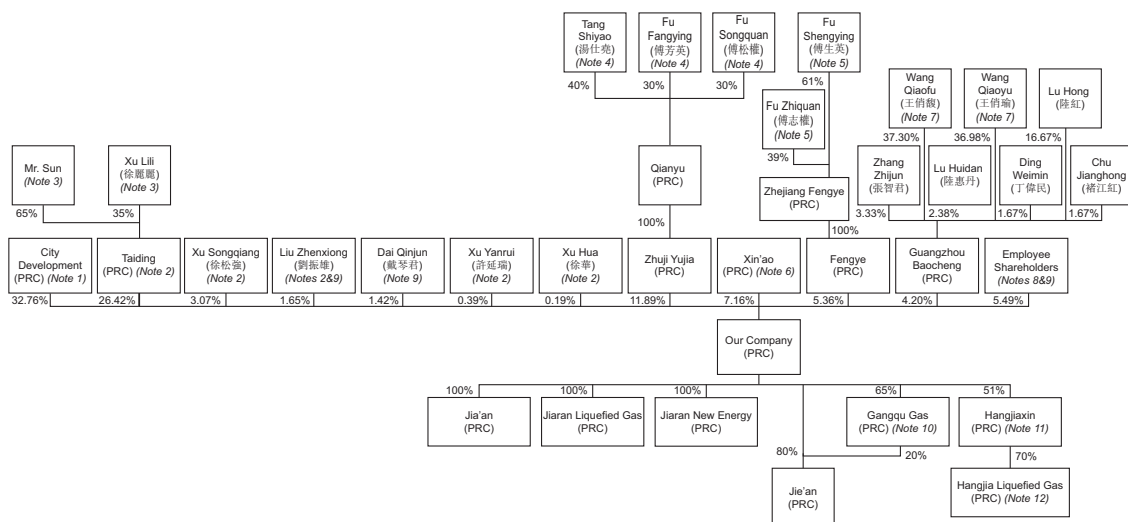 Tang
Shiyao
(湯仕堯)
(Note 4)
Fu
Fangying
(傅芳英)
(Note 4)
Fu
Songquan
(傅松權)
(Note 4)
Fu
Shengying
(傅生英)
(Note 5)
40%
30%
30%
61%
Fu Zhiquan
(傅志權)
(Note 5)
39%
Wang
Qiaofu
(王俏馥)
(Note 7)
Wang
Qiaoyu
(王俏瑜)
(Note 7)
Lu Hong
(陸紅)
37.30%
36.98%
16.67%
Mr. Sun
(Note 3)
Xu Lili
(徐麗麗)
(Note 3)
65%
35%
Qianyu
(PRC)
100%
Zhejiang Fengye
(PRC)
100%
Zhang
Zhijun
(張智君)
Lu Huidan
(陸惠丹)
Ding
Weimin
(丁偉民)
Chu
Jianghong
(褚江紅)
3.33%
2.38%
1.67%
1.67%
City
Development
(PRC) (Note 1)
Taiding
(PRC) (Note 2)
Xu Songqiang
(徐松強)
(Note 2)
Liu Zhenxiong
(劉振雄)
(Notes 2&9)
Dai Qinjun
(戴琴君)
(Note 9)
Xu Yanrui
(許延瑞)
(Note 2)
Xu Hua
(徐華)
(Note 2)
Zhuji Yujia
(PRC)
Xin'ao
(PRC) (Note 6)
Fengye
(PRC)
Guangzhou
Baocheng
(PRC)
Employee
Shareholders
(Notes 8&9)
32.76%
26.42%
3.07%
1.65%
1.42%
0.39%
0.19%
11.89%
7.16%
5.36%
4.20%
5.49%
Our Company
(PRC)
100%
100%
100%
65%
51%
Jia'an
(PRC)
Jiaran Liquefied Gas
(PRC)
Jiaran New Energy
(PRC)
Gangqu Gas
(PRC) (Note 10)
Hangjiaxin
(PRC) (Note 11)
80%
20%
70%
Jie'an
(PRC)
Hangjia Liquefied Gas
(PRC) (Note 12)